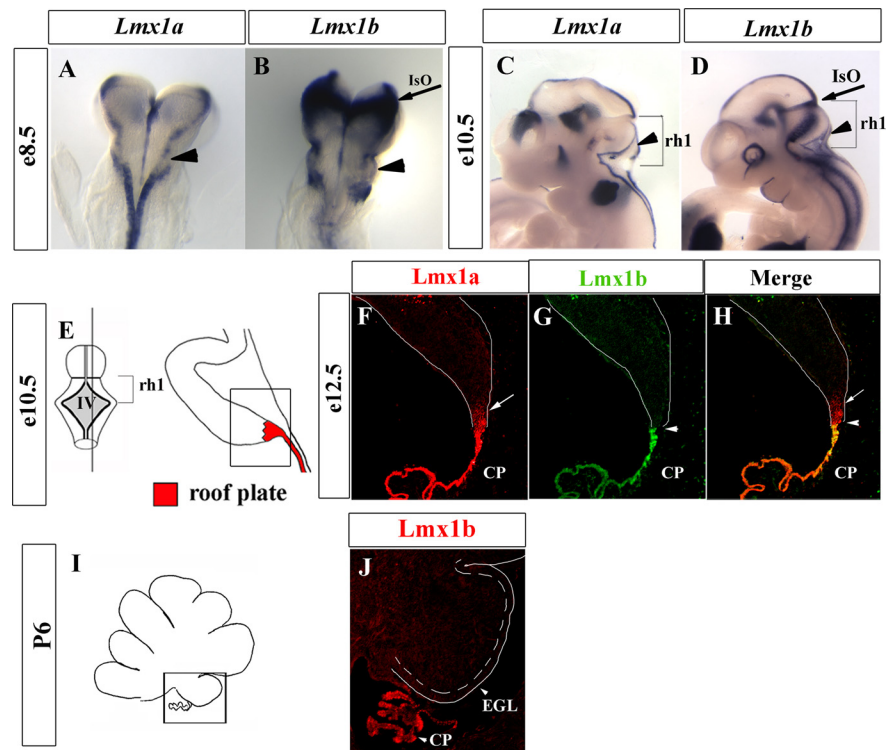 Lmx1a
Lmx1b
Lmx1a
Lmx1b
e8.5
A
B
IsO
e10.5
C
rh1
D
IsO
rh1
e10.5
E
rh1
IV
roof plate
e12.5
Lmx1a
Lmx1b
Merge
F
CP
G
CP
H
CP
P6
I
Lmx1b
J
EGL
CP